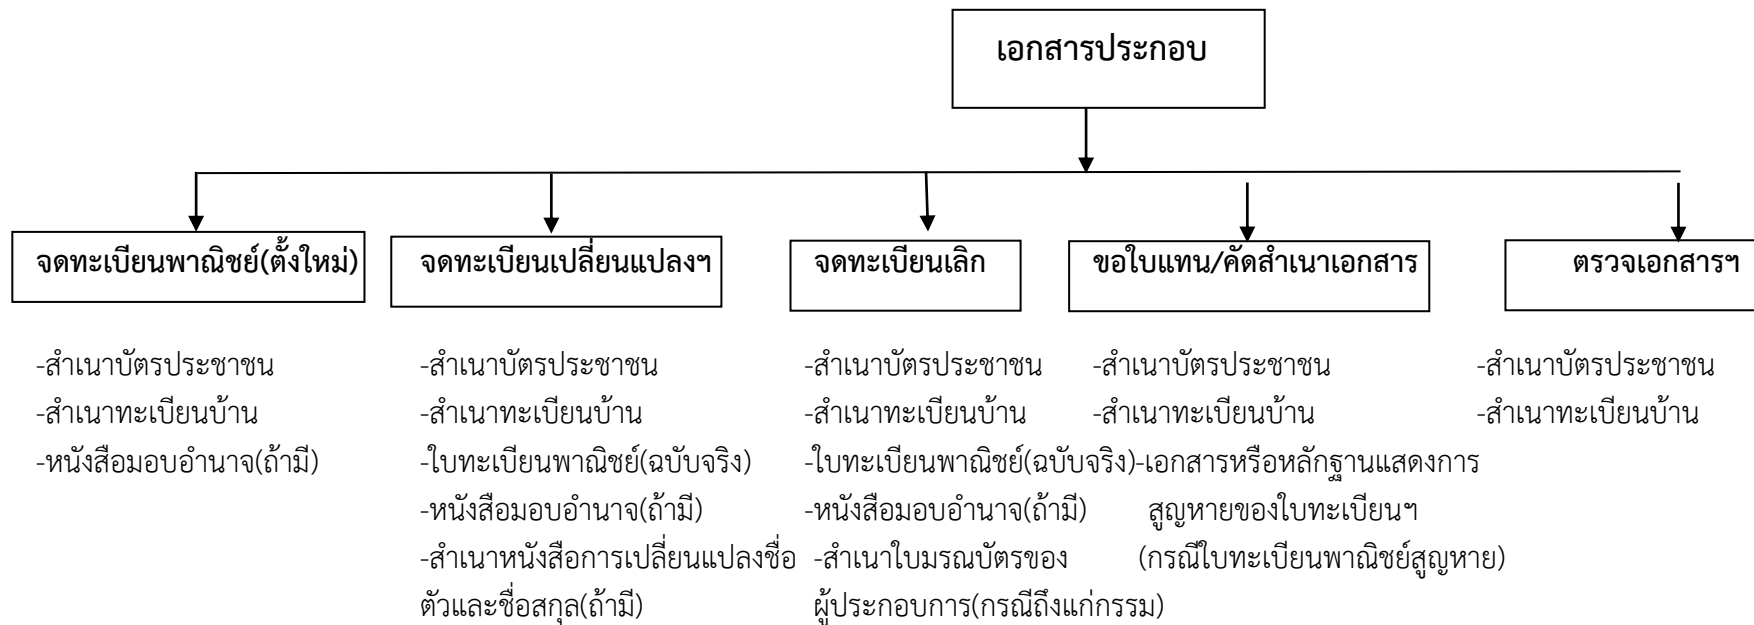 เอกสารประกอบ
จดทะเบียนพาณิชย์(ตั้งใหม่)
จดทะเบียนเปลี่ยนแปลงฯ
จดทะเบียนเลิก
ขอใบแทน/คัดสำเนาเอกสาร
ตรวจเอกสารฯ
-สำเนาบัตรประชาชน
-สำเนาทะเบียนบ้าน
-หนังสือมอบอำนาจ(ถ้ามี)
-สำเนาบัตรประชาชน
-สำเนาทะเบียนบ้าน
-ใบทะเบียนพาณิชย์(ฉบับจริง)
-หนังสือมอบอำนาจ(ถ้ามี)
-สำเนาหนังสือการเปลี่ยนแปลงชื่อ
ตัวและชื่อสกุล(ถ้ามี)
-สำเนาบัตรประชาชน
-สำเนาทะเบียนบ้าน
-ใบทะเบียนพาณิชย์(ฉบับจริง)
-หนังสือมอบอำนาจ(ถ้ามี)
-สำเนาใบมรณบัตรของ
ผู้ประกอบการ(กรณีถึงแก่กรรม)
-สำเนาบัตรประชาชน
-สำเนาทะเบียนบ้าน
-เอกสารหรือหลักฐานแสดงการ
สูญหายของใบทะเบียนฯ
(กรณีใบทะเบียนพาณิชย์สูญหาย)
-สำเนาบัตรประชาชน
-สำเนาทะเบียนบ้าน